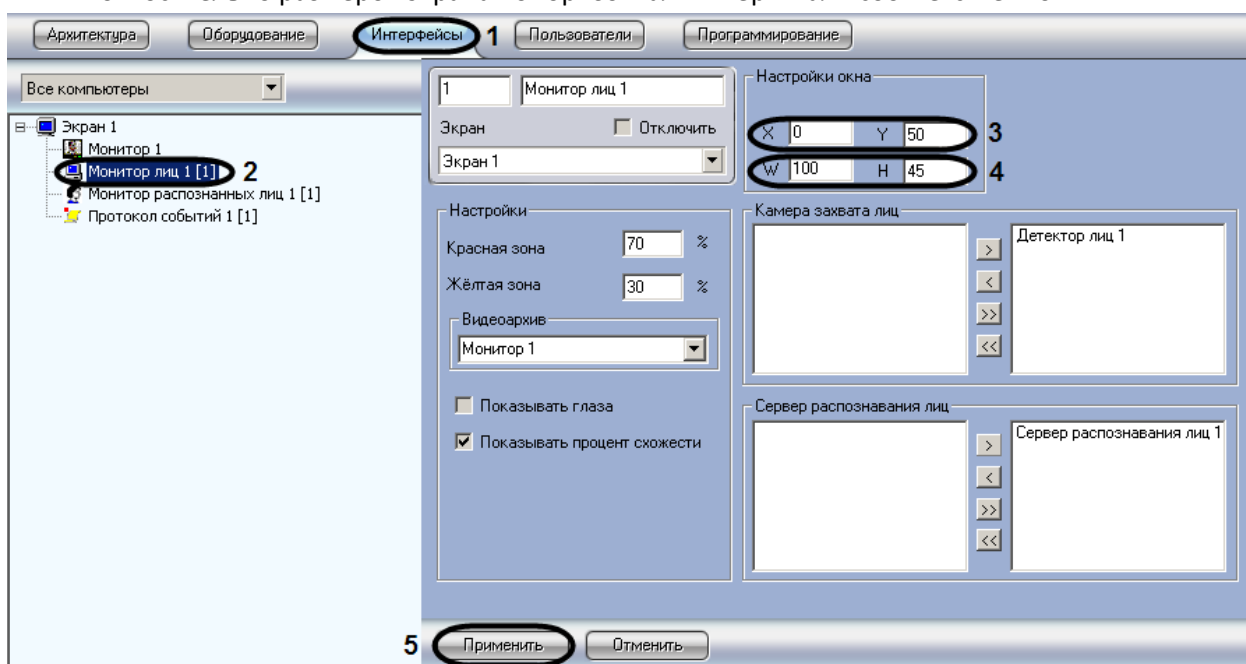 Архитектура Оборудование Интерфейсы 1 Пользователи Программирование
Все компьютеры
Экран 1
Монитор 1
Монитор лиц 1 [1] 2
Монитор распознанных лиц 1 [1]
Протокол событий 1 [1]
1 Монитор лиц 1
Экран Отключить
Экран 1
Настройки окна
X 0 Y 50 3
W 100 H 45 4
Настройки
Красная зона 70 %
Жёлтая зона 30 %
Видеоархив
Монитор 1
Показывать глаза
Показывать процент схожести
Камера захвата лиц
Детектор лиц 1
>
<
>>
<<
Сервер распознавания лиц
Сервер распознавания лиц 1
>
<
>>
<<
5 Применить Отменить